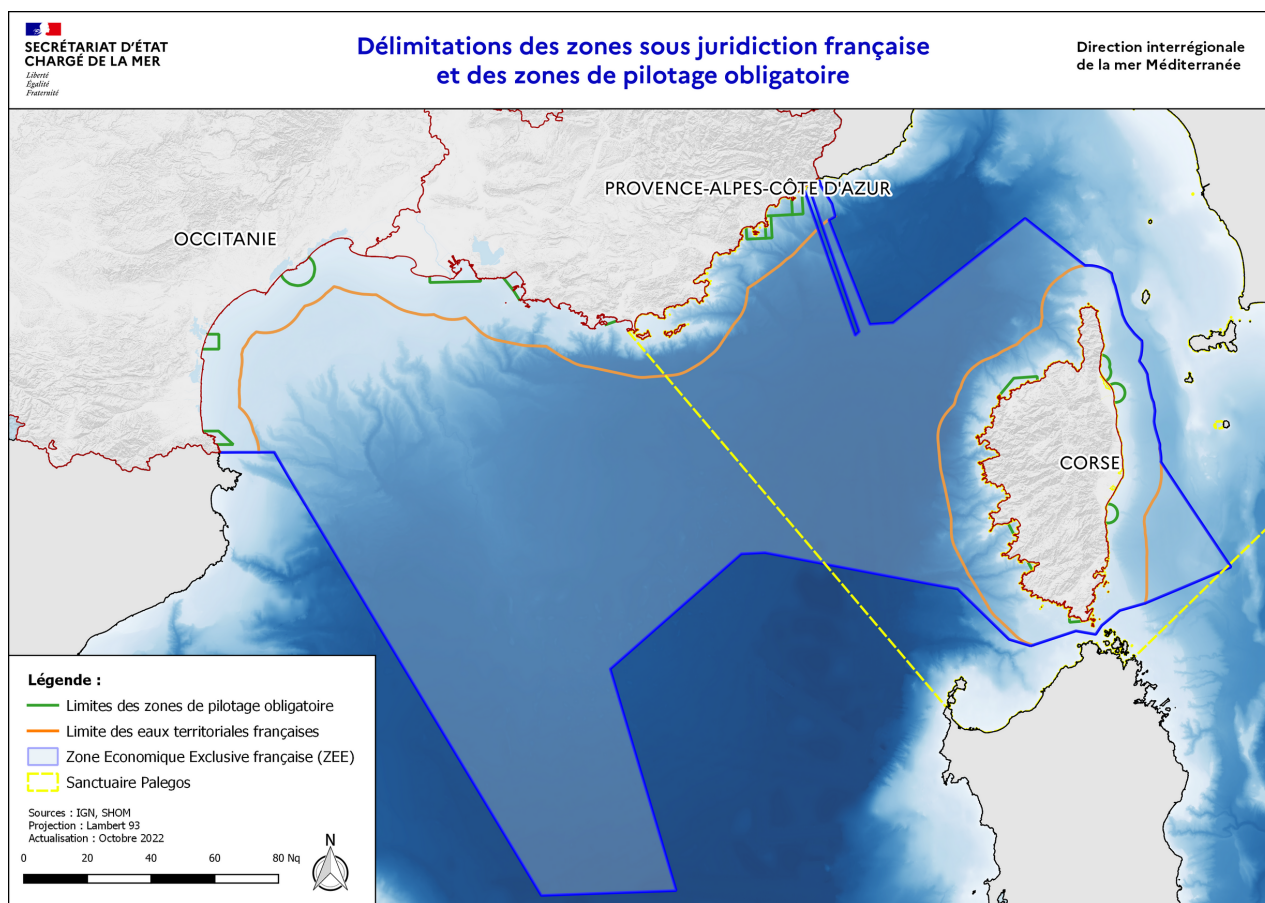 SECRÉTARIAT D'ÉTAT
CHARGÉ DE LA MER
Liberté
Égalité
Fraternité
Délimitations des zones sous juridiction française
et des zones de pilotage obligatoire
Direction interrégionale
de la mer Méditerranée
PROVENCE-ALPES-CÔTE D'AZUR
OCCITANIE
CORSE
Légende :
Limites des zones de pilotage obligatoire
Limite des eaux territoriales françaises
Zone Economique Exclusive française (ZEE)
Sanctuaire Palegos
Sources : IGN, SHOM
Projection : Lambert 93
Actualisation : Octobre 2022
N
0 20 40 60 80 Nq